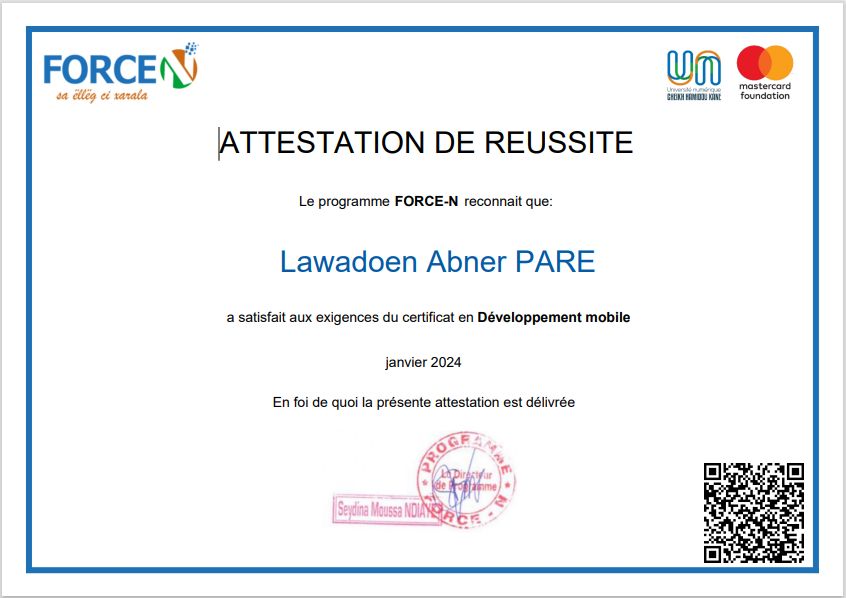 FORCE N
sa ëllëg ci xarala
Université numérique
CHEIKH HAMIDOU KANE
mastercard
foundation
ATTESTATION DE REUSSITE
Le programme FORCE-N reconnait que:
Lawadoen Abner PARE
a satisfait aux exigences du certificat en Développement mobile
janvier 2024
En foi de quoi la présente attestation est délivrée
PROGRAMME
Le Directeur
de Programme
Seydina Moussa NDIAYE
FORCE - N